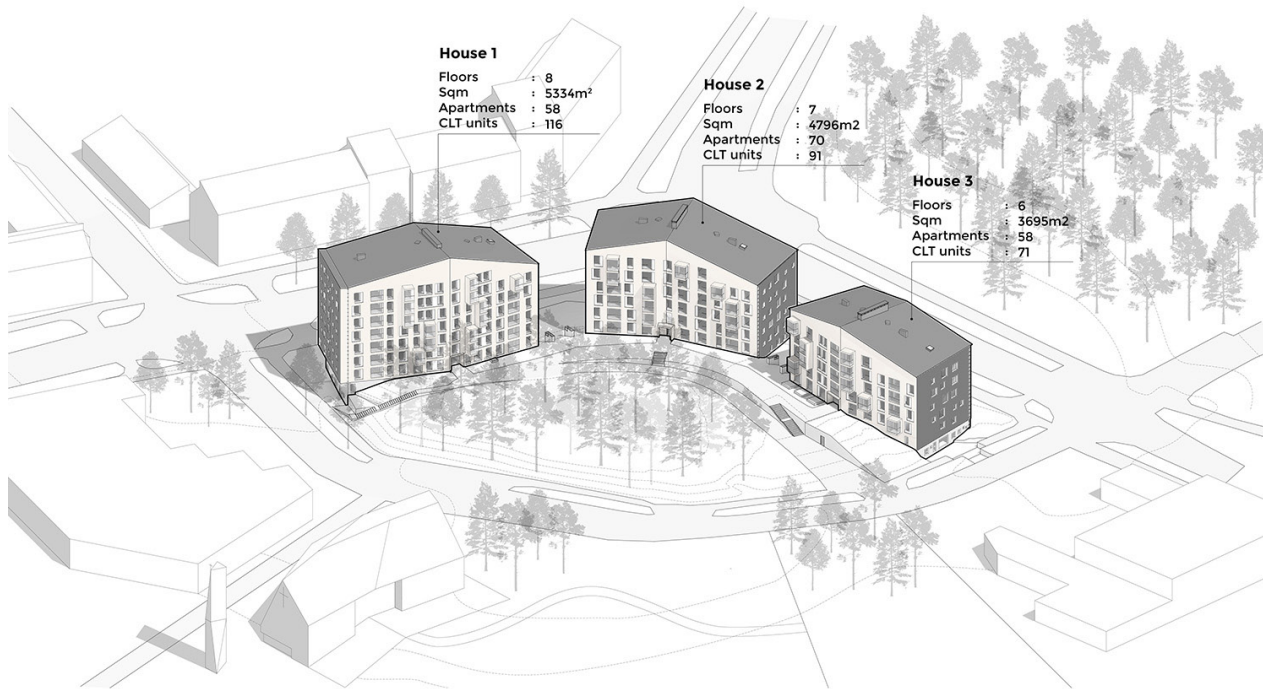 House 1
Floors : 8
Sqm : 5334m²
Apartments : 58
CLT units : 116
House 2
Floors : 7
Sqm : 4796m2
Apartments : 70
CLT units : 91
House 3
Floors : 6
Sqm : 3695m2
Apartments : 58
CLT units : 71